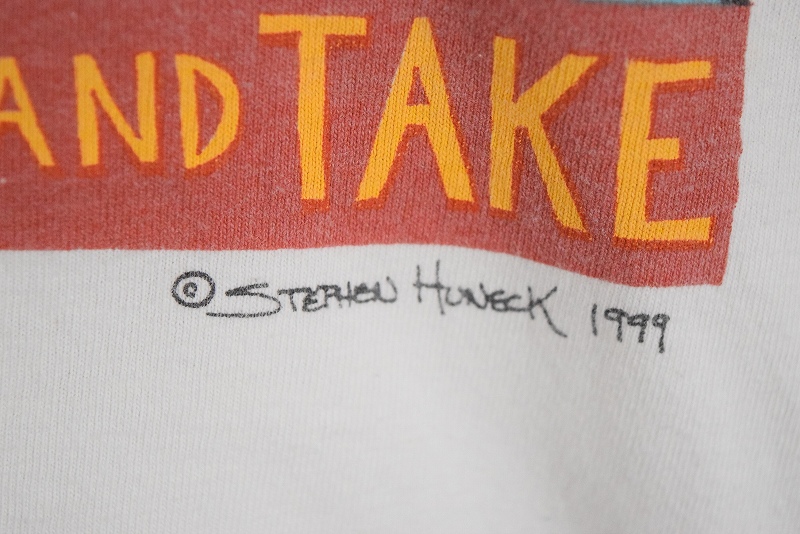 AND TAKE
© STEPHEN HUNECK 1999